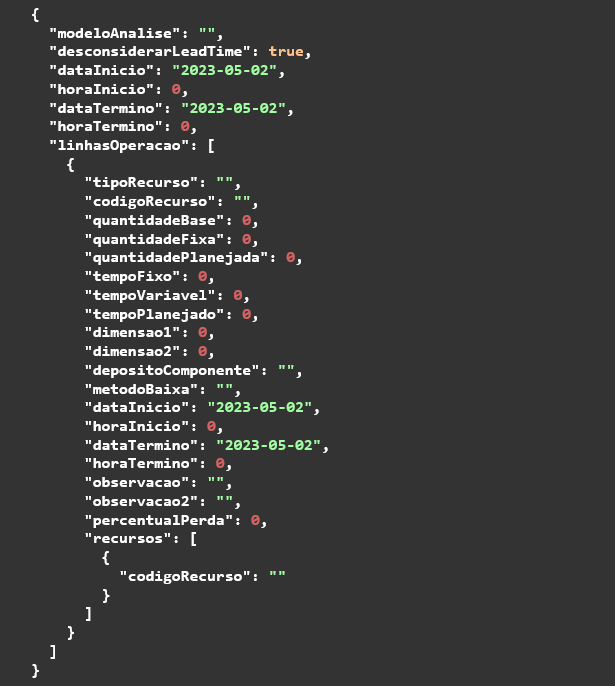 {
"modeloAnalise": "",
"desconsiderarLeadTime": true,
"dataInicio": "2023-05-02",
"horaInicio": 0,
"dataTermino": "2023-05-02",
"horaTermino": 0,
"linhasOperacao": [
{
"tipoRecurso": "",
"codigoRecurso": "",
"quantidadeBase": 0,
"quantidadeFixa": 0,
"quantidadePlanejada": 0,
"tempoFixo": 0,
"tempoVariavel": 0,
"tempoPlanejado": 0,
"dimensao1": 0,
"dimensao2": 0,
"depositoComponente": "",
"metodoBaixa": "",
"dataInicio": "2023-05-02",
"horaInicio": 0,
"dataTermino": "2023-05-02",
"horaTermino": 0,
"observacao": "",
"observacao2": "",
"percentualPerda": 0,
"recursos": [
{
"codigoRecurso": ""
}
]
}
]
}